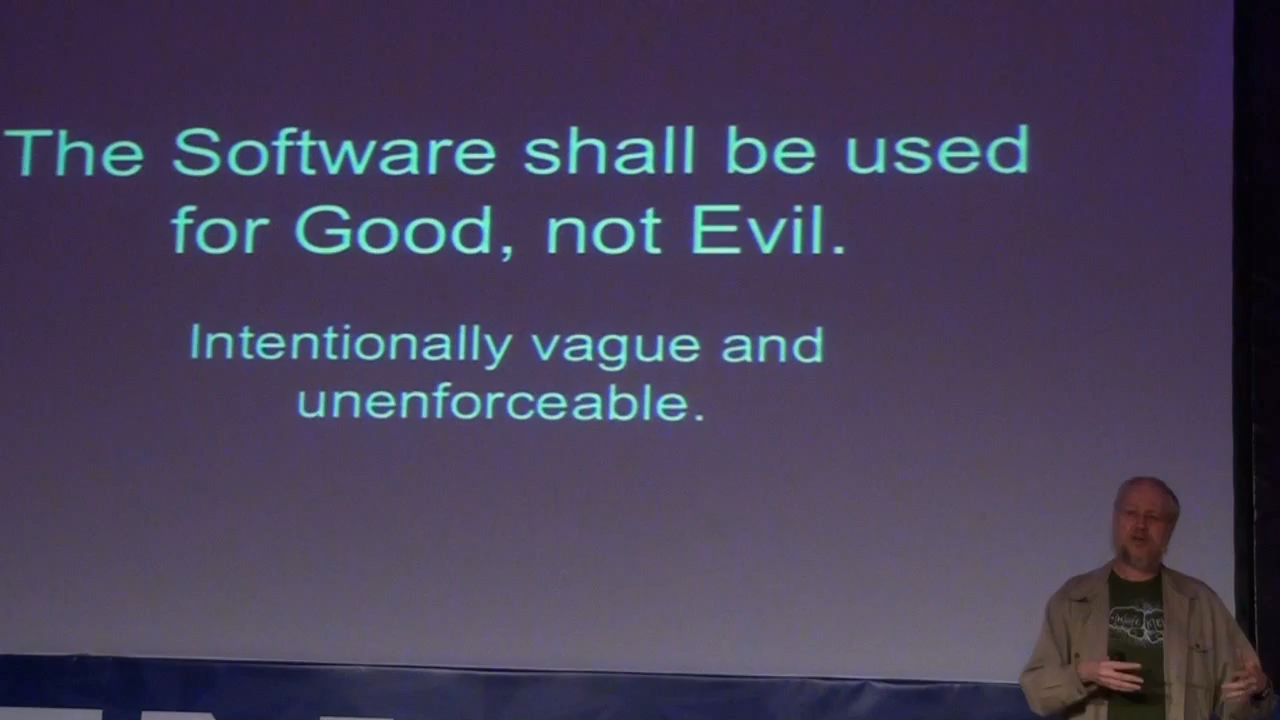 The Software shall be used
for Good, not Evil.
Intentionally vague and
unenforceable.